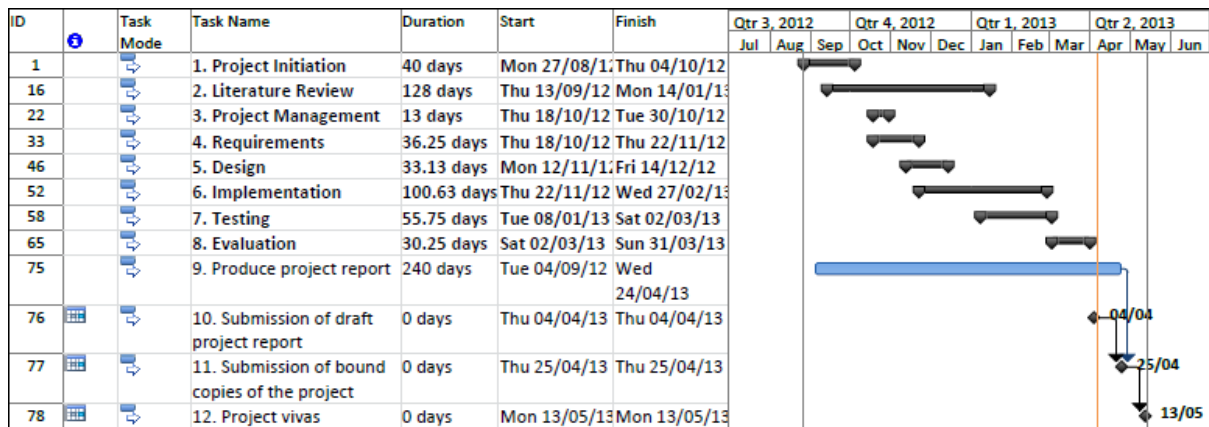 ID Task Mode Task Name Duration Start Finish Qtr 3, 2012 Qtr 4, 2012 Qtr 1, 2013 Qtr 2, 2013
Jul Aug Sep Oct Nov Dec Jan Feb Mar Apr May Jun
1 1. Project Initiation 40 days Mon 27/08/12 Thu 04/10/12
16 2. Literature Review 128 days Thu 13/09/12 Mon 14/01/13
22 3. Project Management 13 days Thu 18/10/12 Tue 30/10/12
33 4. Requirements 36.25 days Thu 18/10/12 Thu 22/11/12
46 5. Design 33.13 days Mon 12/11/12 Fri 14/12/12
52 6. Implementation 100.63 days Thu 22/11/12 Wed 27/02/13
58 7. Testing 55.75 days Tue 08/01/13 Sat 02/03/13
65 8. Evaluation 30.25 days Sat 02/03/13 Sun 31/03/13
75 9. Produce project report 240 days Tue 04/09/12 Wed
24/04/13
76 10. Submission of draft 0 days Thu 04/04/13 Thu 04/04/13 04/04
project report
77 11. Submission of bound 0 days Thu 25/04/13 Thu 25/04/13 25/04
copies of the project
78 12. Project vivas 0 days Mon 13/05/13 Mon 13/05/13 13/05